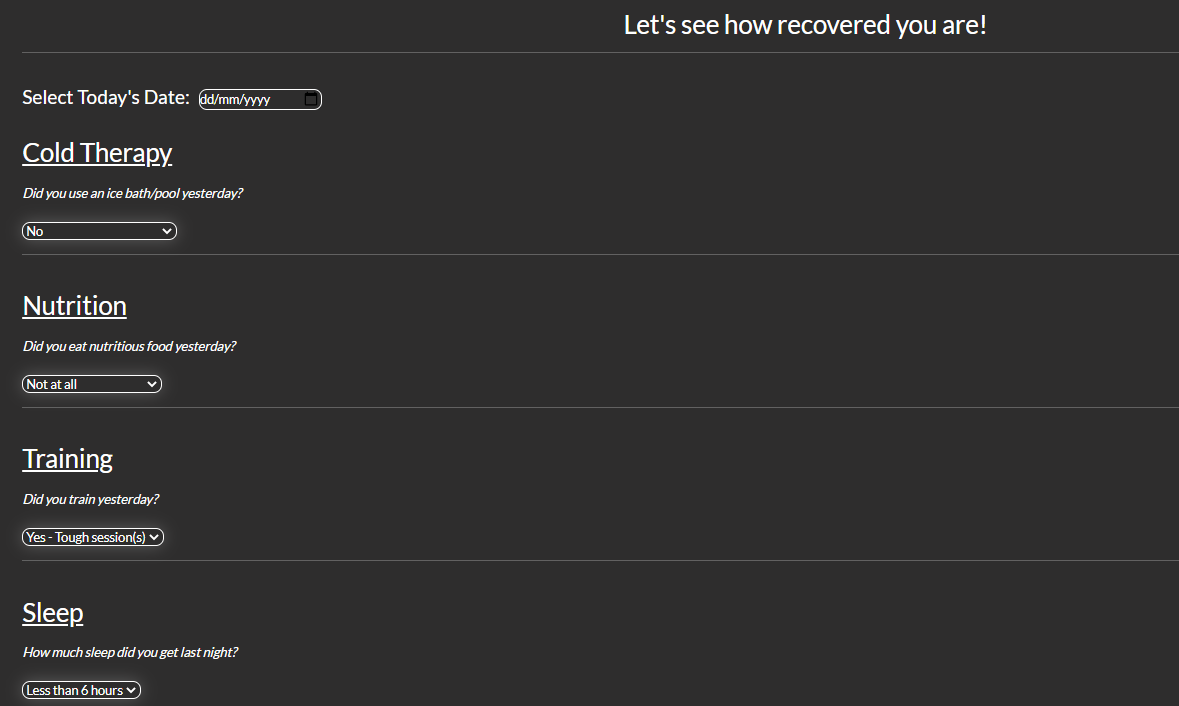 Let's see how recovered you are!
Select Today's Date: dd/mm/yyyy
Cold Therapy
Did you use an ice bath/pool yesterday?
No
Nutrition
Did you eat nutritious food yesterday?
Not at all
Training
Did you train yesterday?
Yes - Tough session(s)
Sleep
How much sleep did you get last night?
Less than 6 hours